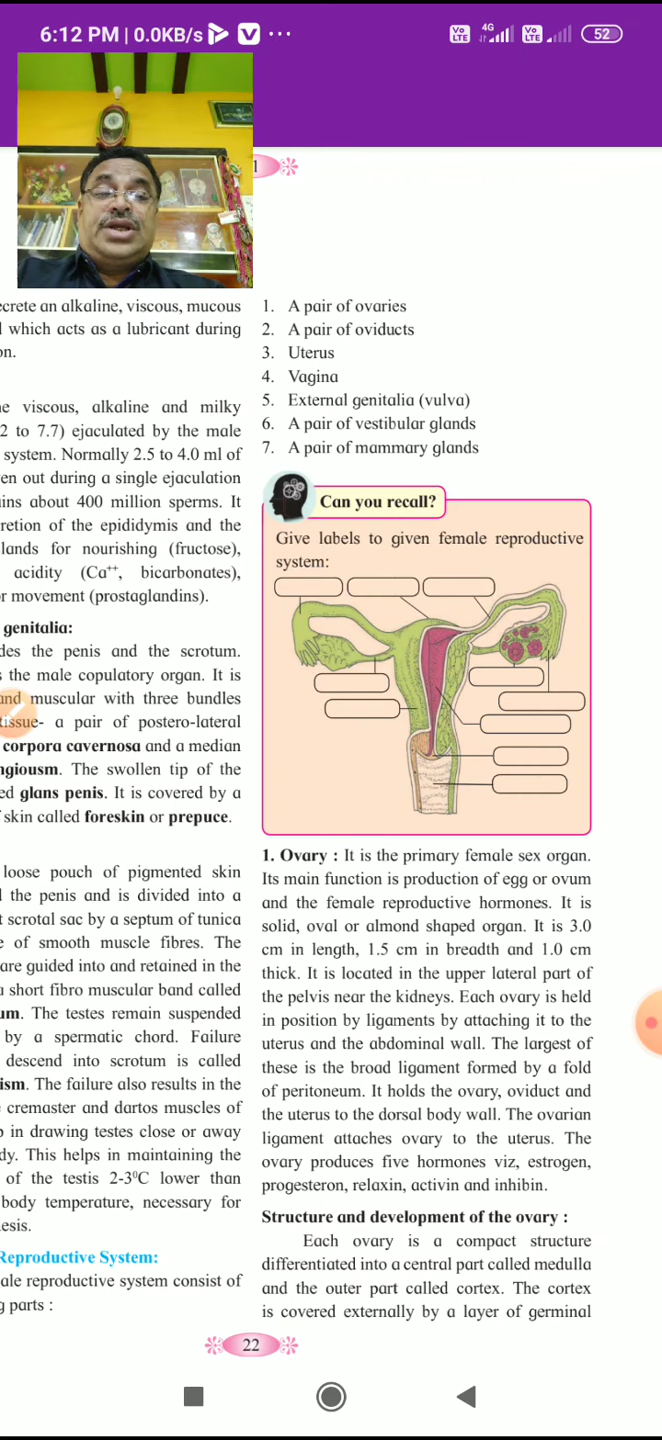 6:12 PM | 0.0KB/s
Vo LTE 4G Vo LTE 52
1
ecrete an alkaline, viscous, mucous
which acts as a lubricant during
on.
viscous, alkaline and milky
2 to 7.7) ejaculated by the male
system. Normally 2.5 to 4.0 ml of
en out during a single ejaculation
ins about 400 million sperms. It
retion of the epididymis and the
lands for nourishing (fructose),
acidity (Ca⁺⁺, bicarbonates),
r movement (prostaglandins).
genitalia:
des the penis and the scrotum.
s the male copulatory organ. It is
and muscular with three bundles
tissue- a pair of postero-lateral
corpora cavernosa and a median
ngiousm. The swollen tip of the
ed glans penis. It is covered by a
skin called foreskin or prepuce.
loose pouch of pigmented skin
the penis and is divided into a
t scrotal sac by a septum of tunica
e of smooth muscle fibres. The
are guided into and retained in the
a short fibro muscular band called
um. The testes remain suspended
by a spermatic chord. Failure
descend into scrotum is called
ism. The failure also results in the
cremaster and dartos muscles of
p in drawing testes close or away
dy. This helps in maintaining the
of the testis 2-3⁰C lower than
body temperature, necessary for
esis.
Reproductive System:
ale reproductive system consist of
g parts :
1. A pair of ovaries
2. A pair of oviducts
3. Uterus
4. Vagina
5. External genitalia (vulva)
6. A pair of vestibular glands
7. A pair of mammary glands
Can you recall?
Give labels to given female reproductive
system:
1. Ovary : It is the primary female sex organ.
Its main function is production of egg or ovum
and the female reproductive hormones. It is
solid, oval or almond shaped organ. It is 3.0
cm in length, 1.5 cm in breadth and 1.0 cm
thick. It is located in the upper lateral part of
the pelvis near the kidneys. Each ovary is held
in position by ligaments by attaching it to the
uterus and the abdominal wall. The largest of
these is the broad ligament formed by a fold
of peritoneum. It holds the ovary, oviduct and
the uterus to the dorsal body wall. The ovarian
ligament attaches ovary to the uterus. The
ovary produces five hormones viz, estrogen,
progesteron, relaxin, activin and inhibin.
Structure and development of the ovary :
Each ovary is a compact structure
differentiated into a central part called medulla
and the outer part called cortex. The cortex
is covered externally by a layer of germinal
22